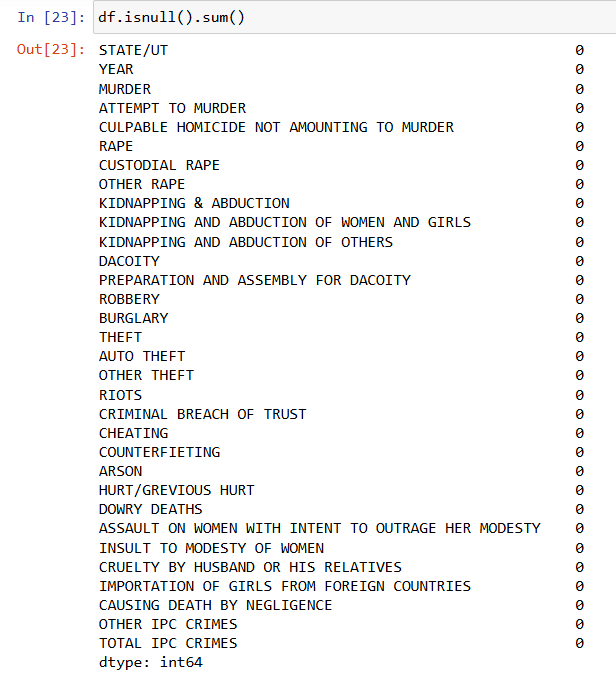 In [23]: df.isnull().sum()
Out[23]: STATE/UT 0
YEAR 0
MURDER 0
ATTEMPT TO MURDER 0
CULPABLE HOMICIDE NOT AMOUNTING TO MURDER 0
RAPE 0
CUSTODIAL RAPE 0
OTHER RAPE 0
KIDNAPPING & ABDUCTION 0
KIDNAPPING AND ABDUCTION OF WOMEN AND GIRLS 0
KIDNAPPING AND ABDUCTION OF OTHERS 0
DACOITY 0
PREPARATION AND ASSEMBLY FOR DACOITY 0
ROBBERY 0
BURGLARY 0
THEFT 0
AUTO THEFT 0
OTHER THEFT 0
RIOTS 0
CRIMINAL BREACH OF TRUST 0
CHEATING 0
COUNTERFIETING 0
ARSON 0
HURT/GREVIOUS HURT 0
DOWRY DEATHS 0
ASSAULT ON WOMEN WITH INTENT TO OUTRAGE HER MODESTY 0
INSULT TO MODESTY OF WOMEN 0
CRUELTY BY HUSBAND OR HIS RELATIVES 0
IMPORTATION OF GIRLS FROM FOREIGN COUNTRIES 0
CAUSING DEATH BY NEGLIGENCE 0
OTHER IPC CRIMES 0
TOTAL IPC CRIMES 0
dtype: int64